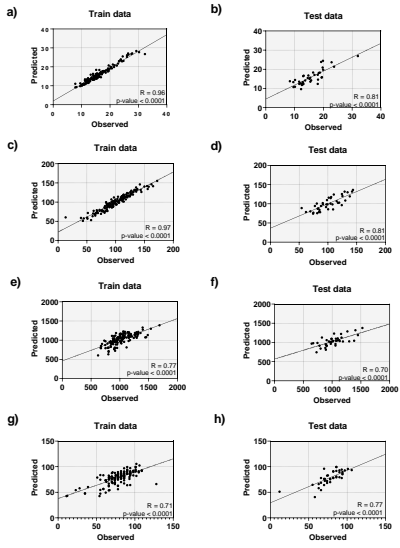 a)
Train data
Predicted
40
30
20
10
0
0 10 20 30 40
R = 0.96
p-value < 0.0001
Observed
b)
Test data
Predicted
40
30
20
10
0
0 10 20 30 40
R = 0.81
p-value < 0.0001
Observed
c)
Train data
Predicted
200
150
100
50
0
0 50 100 150 200
R = 0.97
p-value < 0.0001
Observed
d)
Test data
Predicted
200
150
100
50
0
0 50 100 150 200
R = 0.81
p-value < 0.0001
Observed
e)
Train data
Predicted
2000
1500
1000
500
0
0 500 1000 1500 2000
R = 0.77
p-value < 0.0001
Observed
f)
Test data
Predicted
2000
1500
1000
500
0
0 500 1000 1500 2000
R = 0.70
p-value < 0.0001
Observed
g)
Train data
Predicted
150
100
50
0
0 50 100 150
R = 0.71
p-value < 0.0001
Observed
h)
Test data
Predicted
150
100
50
0
0 50 100 150
R = 0.77
p-value < 0.0001
Observed